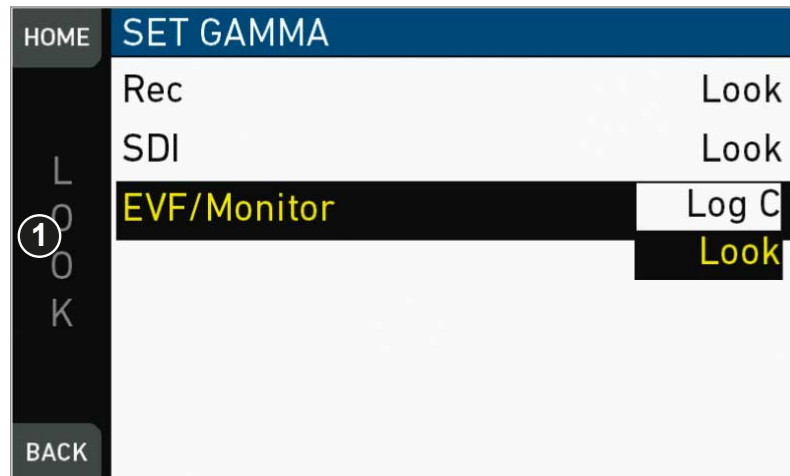 HOME
SET GAMMA
Rec Look
SDI Look
EVF/Monitor Log C
Look
L
O
O
K
1
BACK